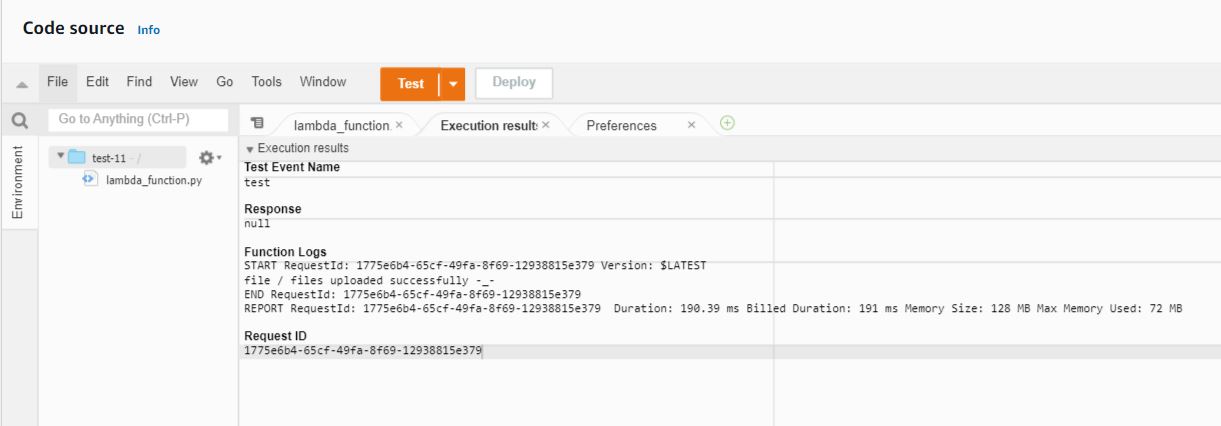 Code source Info
File Edit Find View Go Tools Window Test Deploy
Go to Anything (Ctrl-P)
lambda_function. Execution results Preferences
Environment
test-11 - /
lambda_function.py
Execution results
Test Event Name
test
Response
null
Function Logs
START RequestId: 1775e6b4-65cf-49fa-8f69-12938815e379 Version: $LATEST
file / files uploaded successfully -_-
END RequestId: 1775e6b4-65cf-49fa-8f69-12938815e379
REPORT RequestId: 1775e6b4-65cf-49fa-8f69-12938815e379 Duration: 190.39 ms Billed Duration: 191 ms Memory Size: 128 MB Max Memory Used: 72 MB
Request ID
1775e6b4-65cf-49fa-8f69-12938815e379